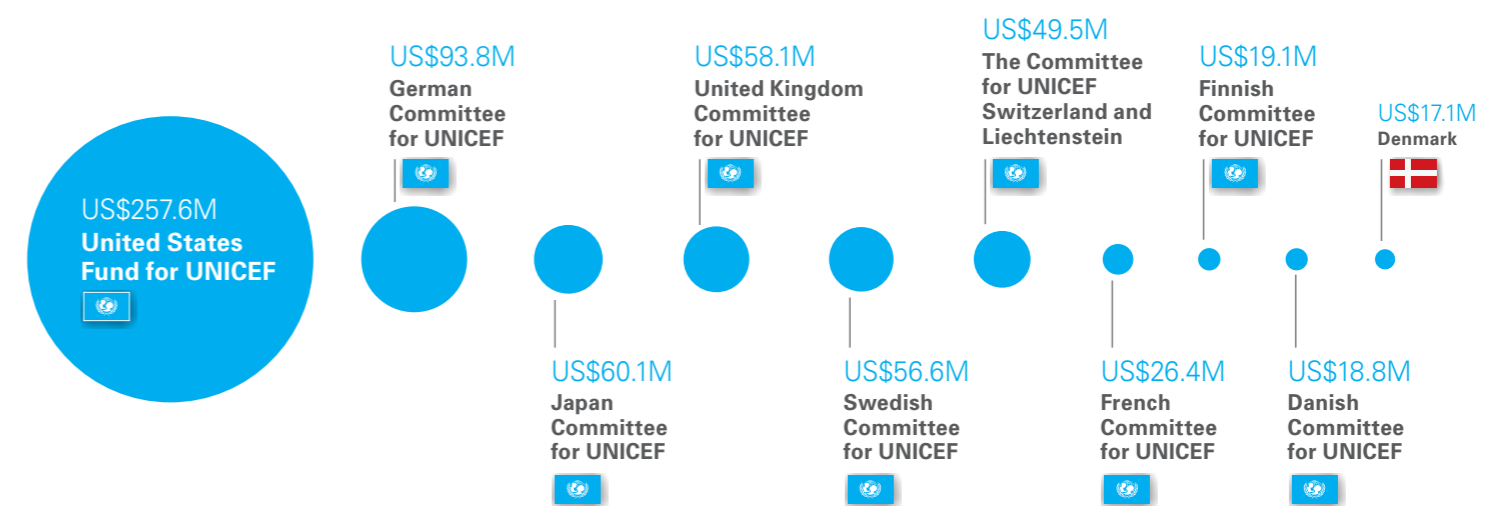 US$257.6M
United States
Fund for UNICEF
US$93.8M
German
Committee
for UNICEF
US$60.1M
Japan
Committee
for UNICEF
US$58.1M
United Kingdom
Committee
for UNICEF
US$56.6M
Swedish
Committee
for UNICEF
US$49.5M
The Committee
for UNICEF
Switzerland and
Liechtenstein
US$26.4M
French
Committee
for UNICEF
US$19.1M
Finnish
Committee
for UNICEF
US$18.8M
Danish
Committee
for UNICEF
US$17.1M
Denmark